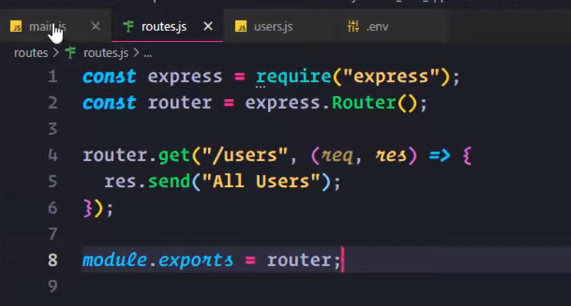 main.js routes.js users.js .env
routes > routes.js > ...
1 const express = require("express");
2 const router = express.Router();
3
4 router.get("/users", (req, res) => {
5 res.send("All Users");
6 });
7
8 module.exports = router;
9